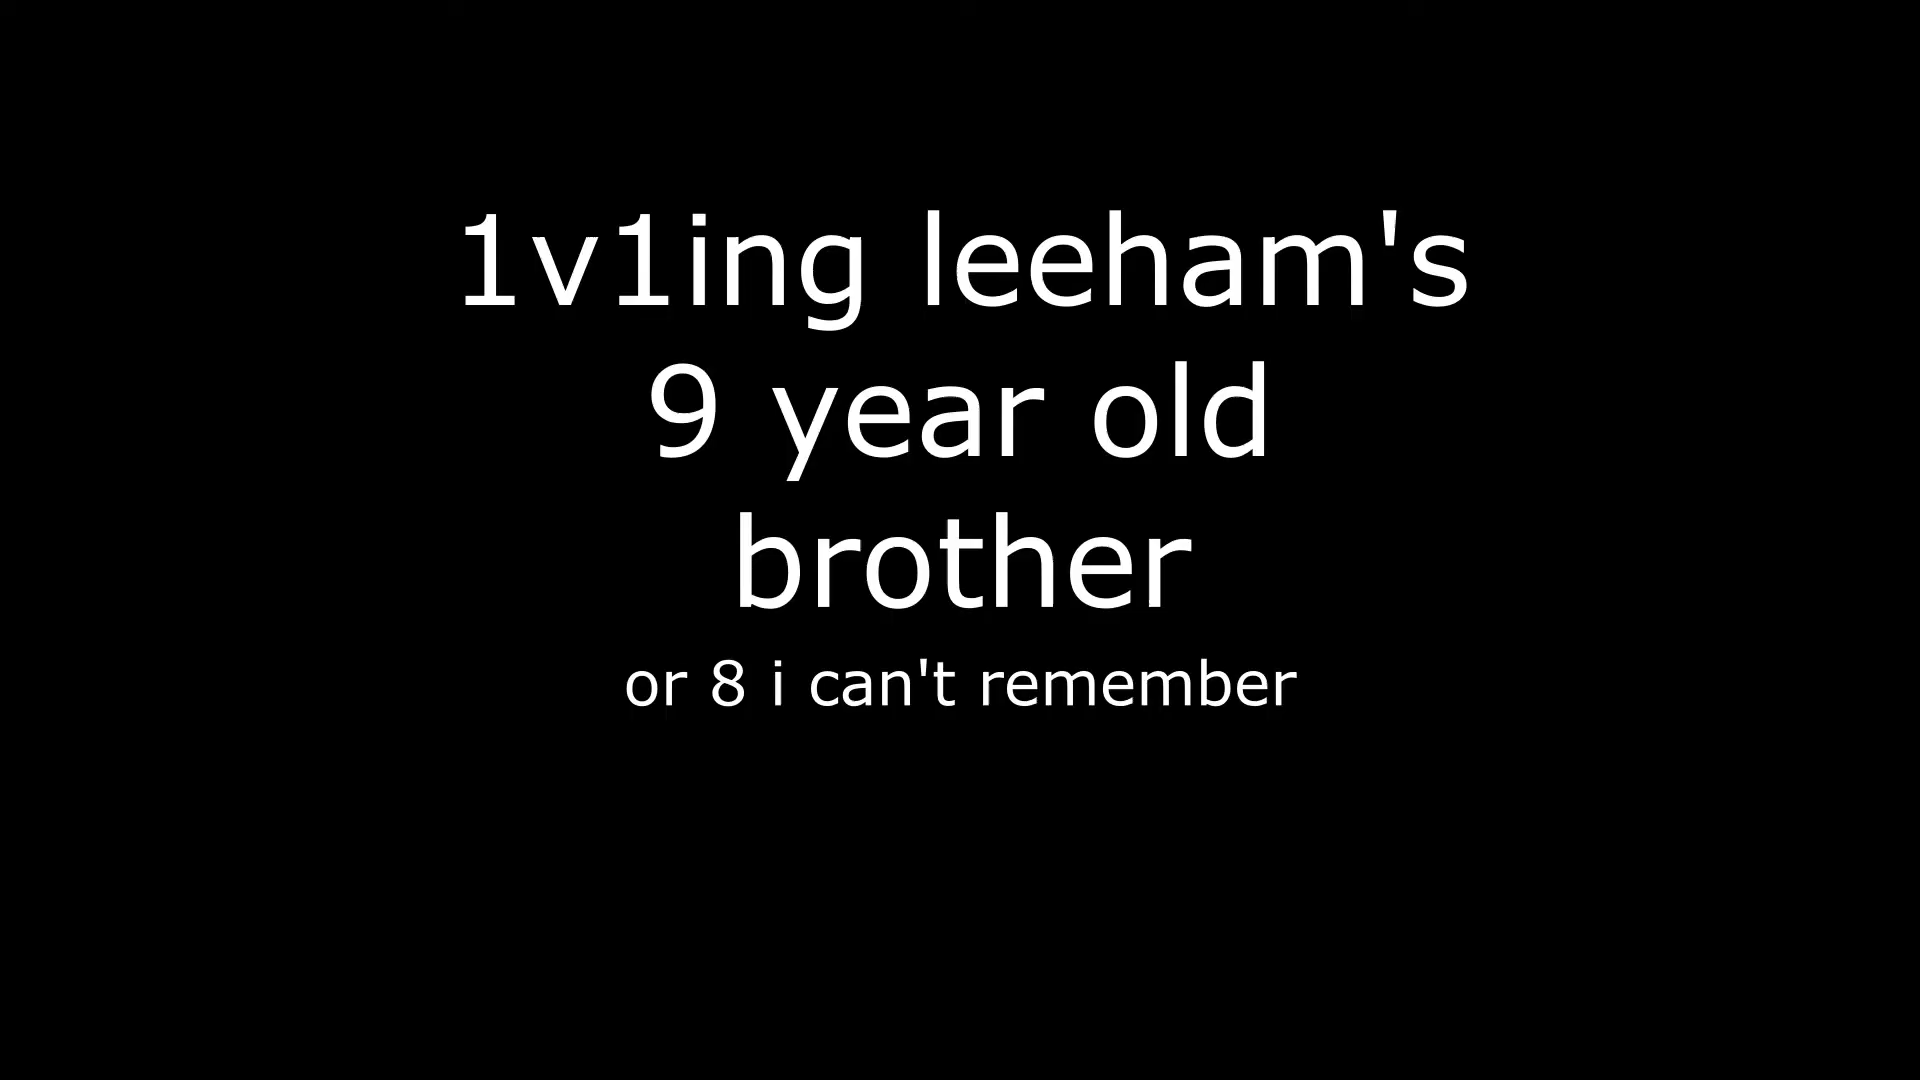 1v1ing leeham's
9 year old
brother
or 8 i can't remember